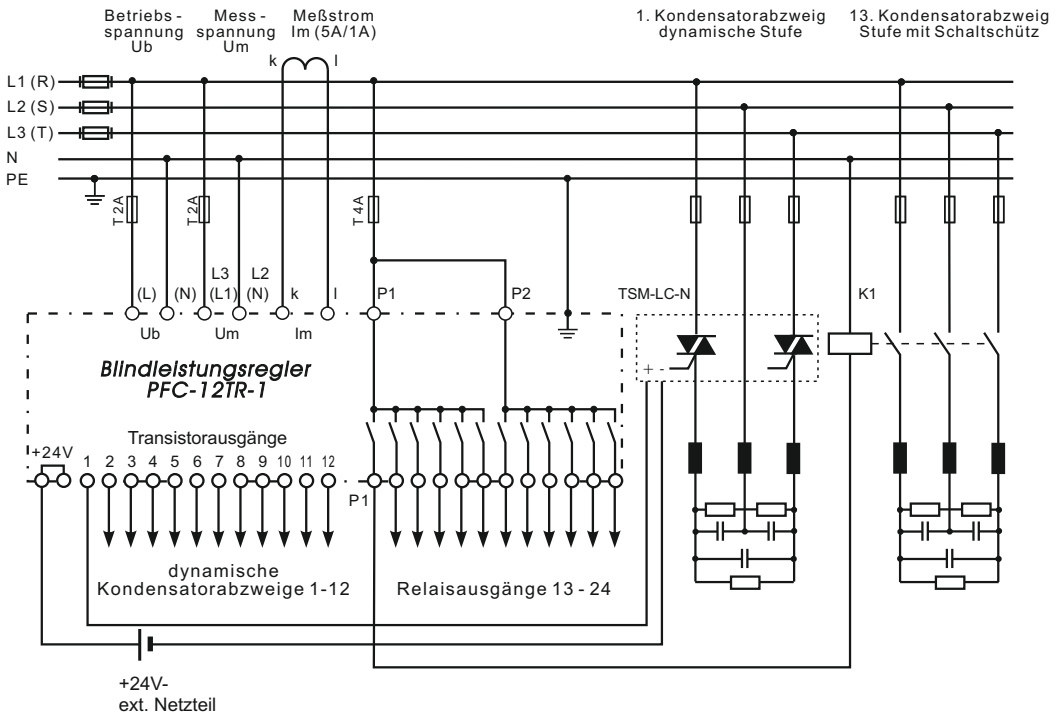 Betriebs -
spannung
Ub
Mess -
spannung
Um
Meßstrom
Im (5A/1A)
1. Kondensatorabzweig
dynamische Stufe
13. Kondensatorabzweig
Stufe mit Schaltschütz
k l
L1 (R)
L2 (S)
L3 (T)
N
PE
T 2A
T 2A
T 4A
L3 L2
(L) (N) (L1) (N) k l P1 P2 TSM-LC-N K1
Ub Um Im
Blindleistungsregler
PFC-12TR-1
+ -
Transistorausgänge
+24V
1 2 3 4 5 6 7 8 9 10 11 12
P1
dynamische
Kondensatorabzweige 1-12
Relaisausgänge 13 - 24
+24V-
ext. Netzteil